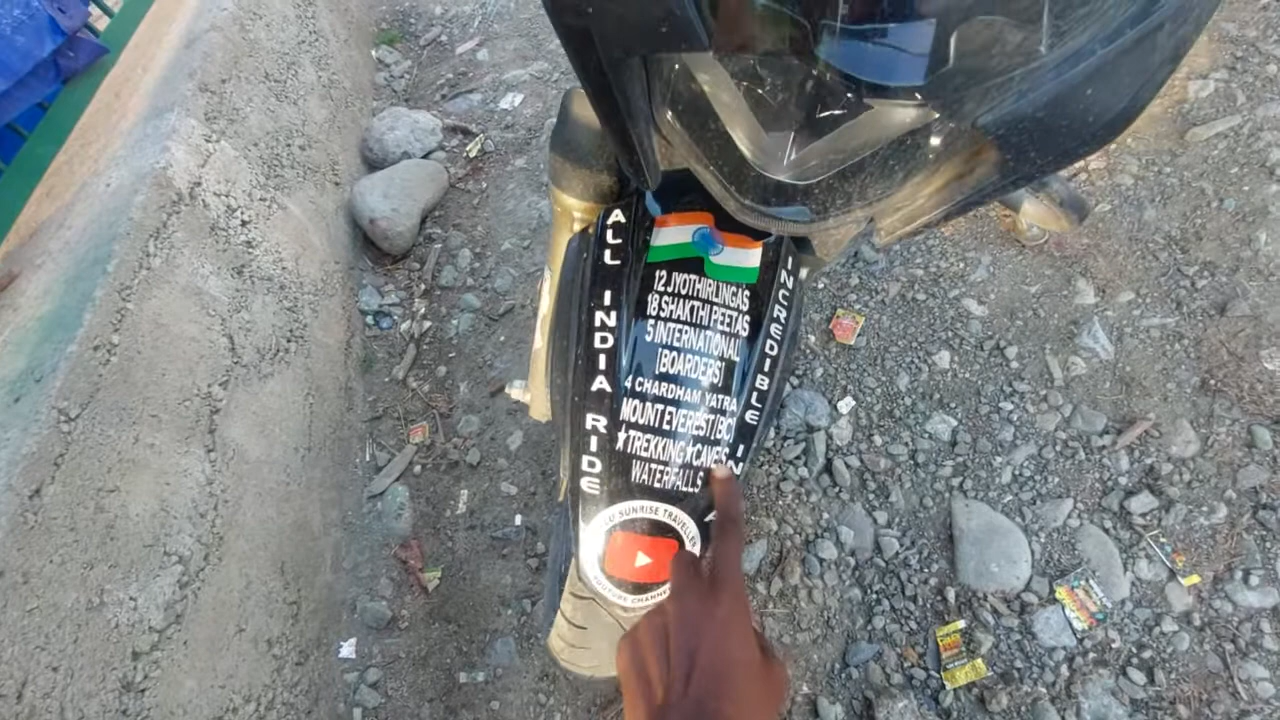 ALL INDIA RIDE
12 JYOTHIRLINGAS
18 SHAKTHI PEETAS
5 INTERNATIONAL
[BOARDERS]
4 CHARDHAM YATRA
MOUNT EVEREST [BC]
★TREKKING★CAVES
WATERFALLS
INCREDIBLE IN
SUNRISE TRAVELLER
YOUTUBE CHANNEL